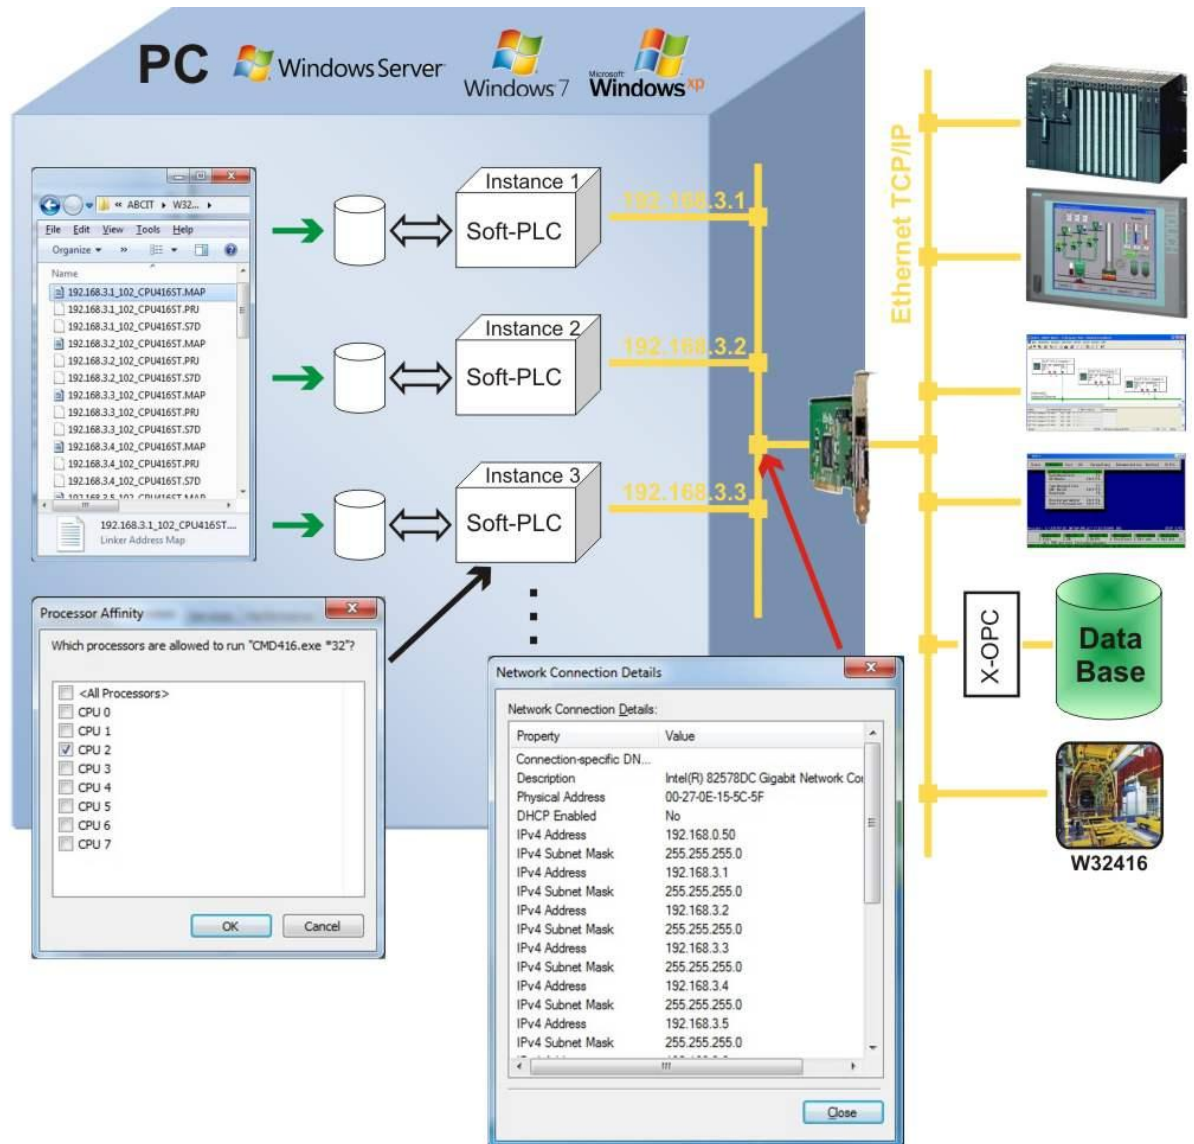 PC
Windows Server
Windows 7
Microsoft
Windows xp
Ethernet TCP/IP
« ABCIT ▸ W32... ▸
File Edit View Tools Help
Organize ▾ »
Name
192.168.3.1_102_CPU416ST.MAP
192.168.3.1_102_CPU416ST.PRJ
192.168.3.1_102_CPU416ST.S7D
192.168.3.2_102_CPU416ST.MAP
192.168.3.2_102_CPU416ST.PRJ
192.168.3.2_102_CPU416ST.S7D
192.168.3.3_102_CPU416ST.MAP
192.168.3.3_102_CPU416ST.PRJ
192.168.3.3_102_CPU416ST.S7D
192.168.3.4_102_CPU416ST.MAP
192.168.3.4_102_CPU416ST.PRJ
192.168.3.4_102_CPU416ST.S7D
192.168.3.5_102_CPU416ST.MAP
192.168.3.1_102_CPU416ST....
Linker Address Map
Instance 1
Soft-PLC
192.168.3.1
Instance 2
Soft-PLC
192.168.3.2
Instance 3
Soft-PLC
192.168.3.3
Processor Affinity
Which processors are allowed to run "CMD416.exe *32"?
<All Processors>
CPU 0
CPU 1
CPU 2
CPU 3
CPU 4
CPU 5
CPU 6
CPU 7
OK Cancel
Network Connection Details
Network Connection Details:
Property Value
Connection-specific DN...
Description Intel(R) 82578DC Gigabit Network Cor
Physical Address 00-27-0E-15-5C-5F
DHCP Enabled No
IPv4 Address 192.168.0.50
IPv4 Subnet Mask 255.255.255.0
IPv4 Address 192.168.3.1
IPv4 Subnet Mask 255.255.255.0
IPv4 Address 192.168.3.2
IPv4 Subnet Mask 255.255.255.0
IPv4 Address 192.168.3.3
IPv4 Subnet Mask 255.255.255.0
IPv4 Address 192.168.3.4
IPv4 Subnet Mask 255.255.255.0
IPv4 Address 192.168.3.5
IPv4 Subnet Mask 255.255.255.0
Close
X-OPC
Data
Base
W32416